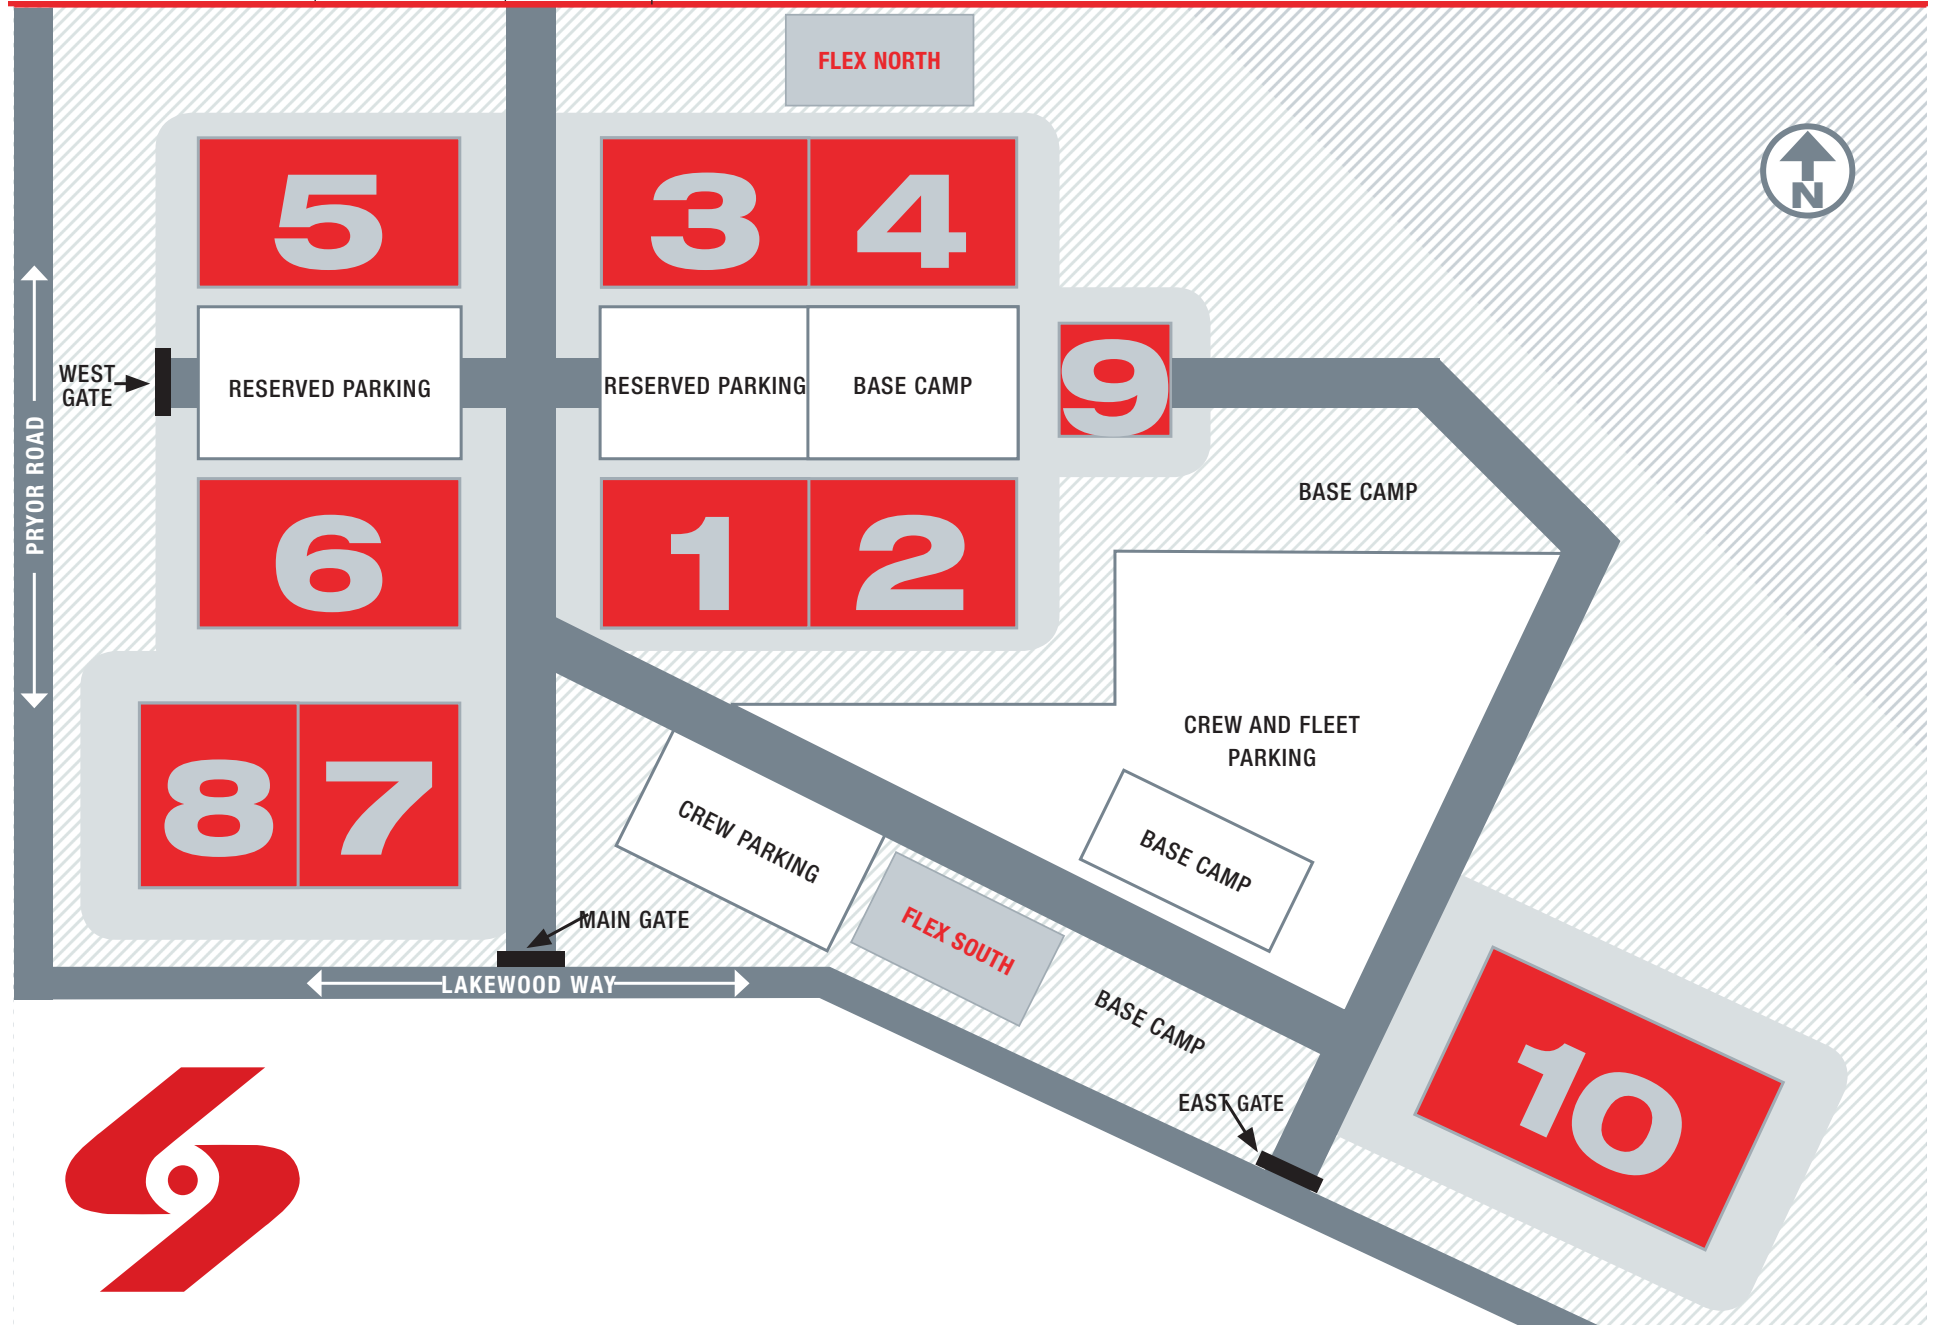 FLEX NORTH
5
3
4
N
WEST
GATE
RESERVED PARKING
RESERVED PARKING
BASE CAMP
9
PRYOR ROAD
BASE CAMP
6
1
2
CREW AND FLEET
PARKING
8
7
CREW PARKING
BASE CAMP
MAIN GATE
FLEX SOUTH
LAKEWOOD WAY
BASE CAMP
EAST GATE
10